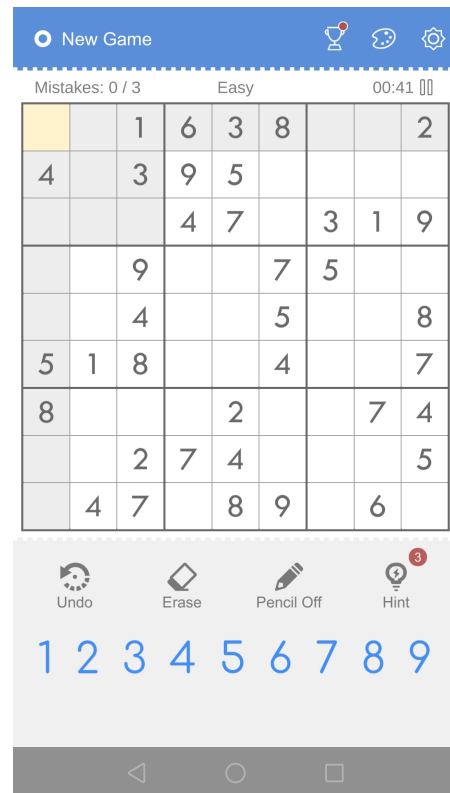 New Game
Mistakes: 0 / 3 Easy 00:41
1 6 3 8 2
4 3 9 5
4 7 3 1 9
9 7 5
4 5 8
5 1 8 4 7
8 2 7 4
2 7 4 5
4 7 8 9 6
3
Undo Erase Pencil Off Hint
1 2 3 4 5 6 7 8 9